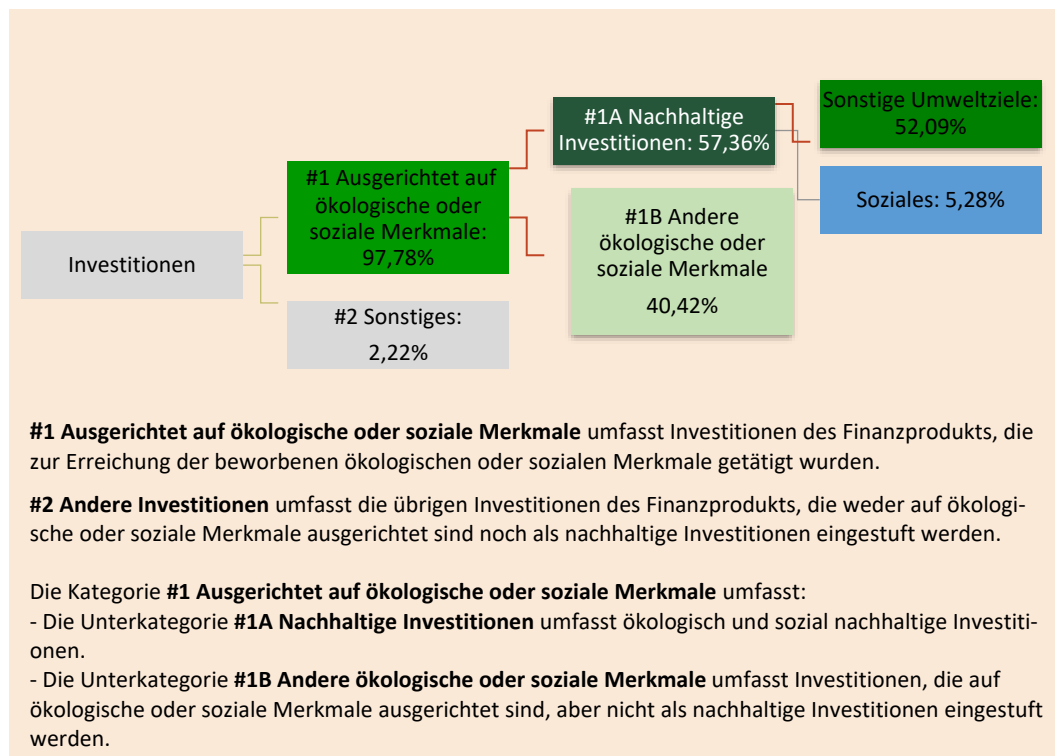 Investitionen
#1 Ausgerichtet auf
ökologische oder
soziale Merkmale:
97,78%
#2 Sonstiges:
2,22%
#1A Nachhaltige
Investitionen: 57,36%
#1B Andere
ökologische oder
soziale Merkmale
40,42%
Sonstige Umweltziele:
52,09%
Soziales: 5,28%
#1 Ausgerichtet auf ökologische oder soziale Merkmale umfasst Investitionen des Finanzprodukts, die
zur Erreichung der beworbenen ökologischen oder sozialen Merkmale getätigt wurden.
#2 Andere Investitionen umfasst die übrigen Investitionen des Finanzprodukts, die weder auf ökologi-
sche oder soziale Merkmale ausgerichtet sind noch als nachhaltige Investitionen eingestuft werden.
Die Kategorie #1 Ausgerichtet auf ökologische oder soziale Merkmale umfasst:
- Die Unterkategorie #1A Nachhaltige Investitionen umfasst ökologisch und sozial nachhaltige Investiti-
onen.
- Die Unterkategorie #1B Andere ökologische oder soziale Merkmale umfasst Investitionen, die auf
ökologische oder soziale Merkmale ausgerichtet sind, aber nicht als nachhaltige Investitionen eingestuft
werden.